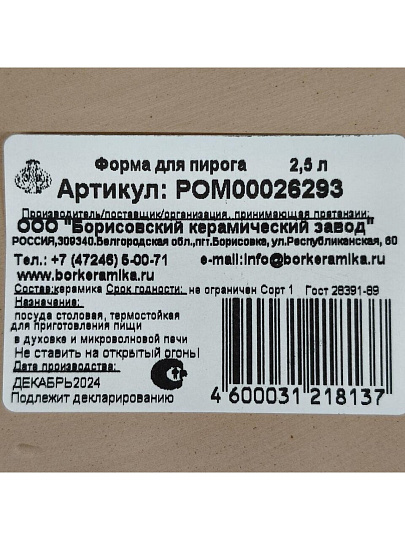 Форма для пирога 2,5 л
Артикул: РОМ00026293
Производитель/поставщик/организация, принимающая претензии:
ООО "Борисовский керамический завод"
РОССИЯ,309340.Белгородская обл.,пгт.Борисовка, ул.Республиканская, 60
Tел.: +7 (47246) 5-00-71 e-mail:info@borkeramika.ru
www.borkeramika.ru
Состав:керамика Срок годности: не ограничен Сорт 1 Гост 28391-89
Назначение:
посуда столовая, термостойкая
для приготовления пищи
в духовке и микроволновой печи
Не ставить на открытый огонь!
Дата производства:
ДЕКАБРЬ2024
Подлежит декларированию
4 600031 218137